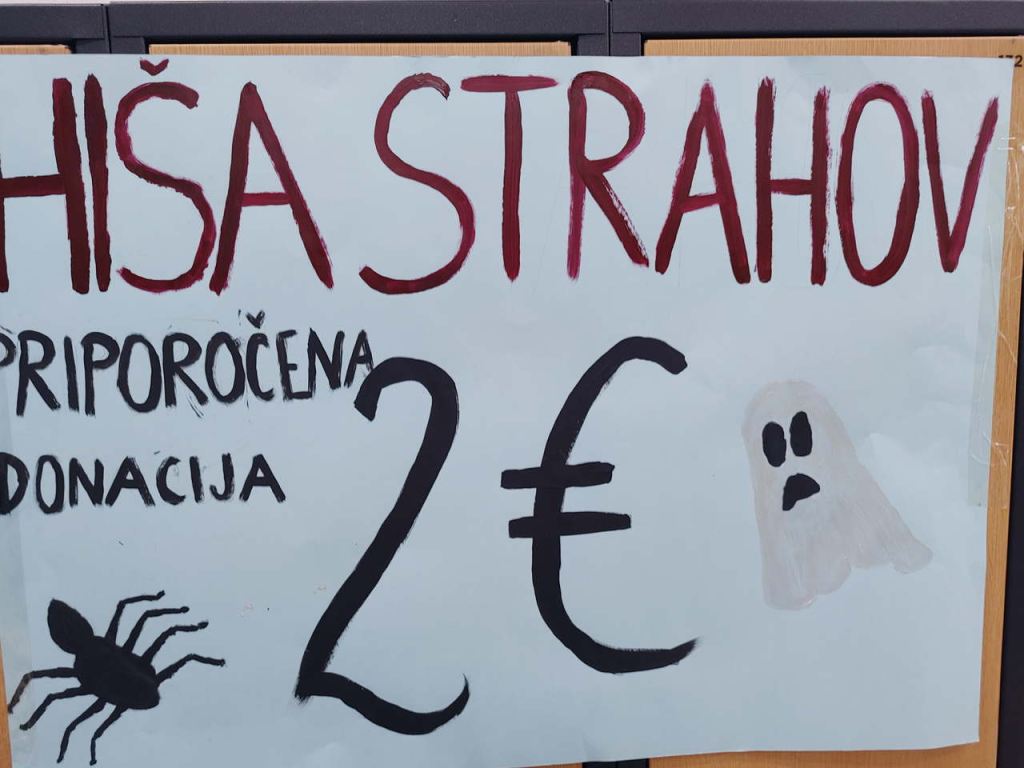 HIŠA STRAHOV
PRIPOROČENA
DONACIJA
2 €